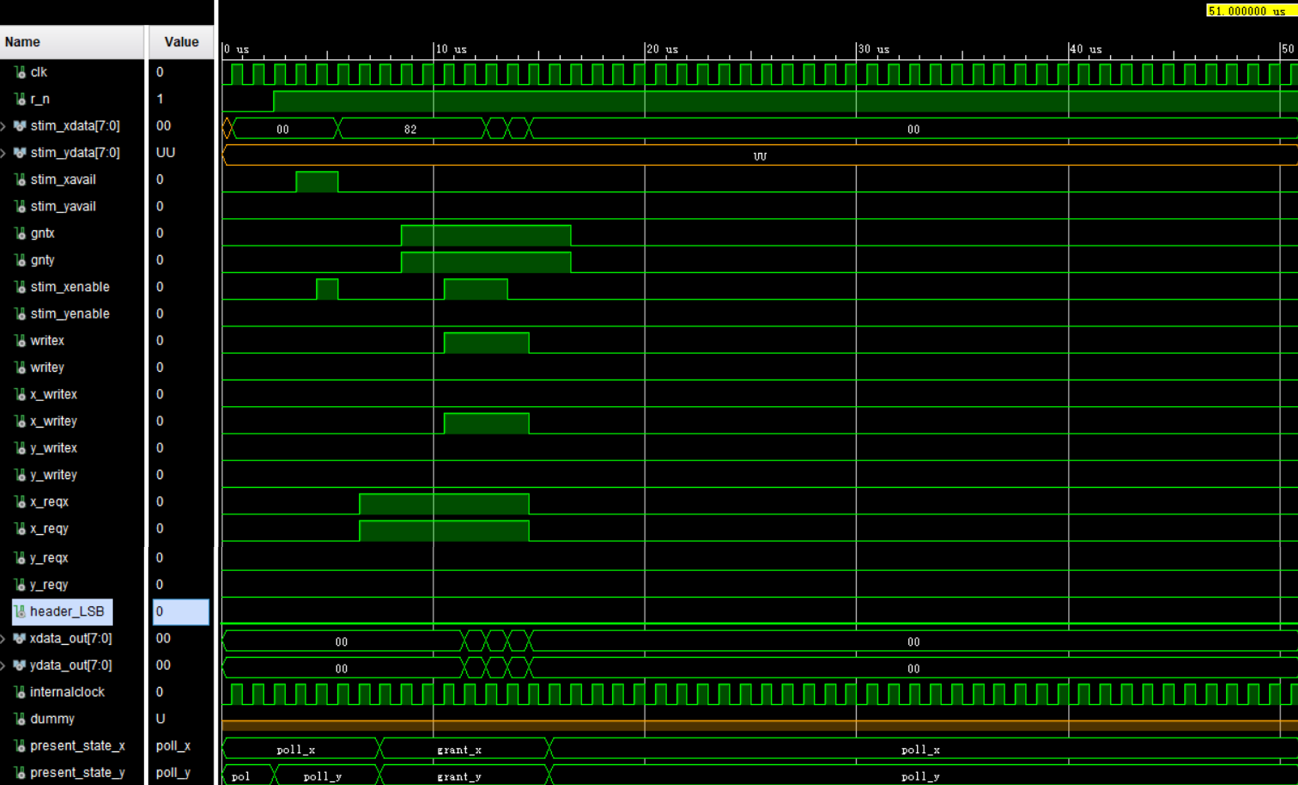 51.000000 us
Name Value
0 us 10 us 20 us 30 us 40 us 50
clk 0
r_n 1
stim_xdata[7:0] 00 00 82 00
stim_ydata[7:0] UU UU
stim_xavail 0
stim_yavail 0
gntx 0
gnty 0
stim_xenable 0
stim_yenable 0
writex 0
writey 0
x_writex 0
x_writey 0
y_writex 0
y_writey 0
x_reqx 0
x_reqy 0
y_reqx 0
y_reqy 0
header_LSB 0
xdata_out[7:0] 00 00 00
ydata_out[7:0] 00 00 00
internalclock 0
dummy U
present_state_x poll_x poll_x grant_x poll_x
present_state_y poll_y pol poll_y grant_y poll_y